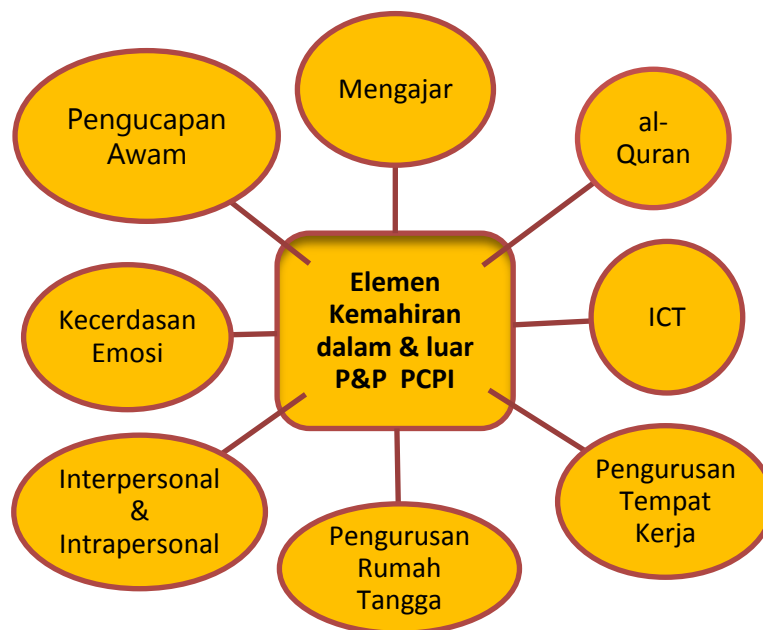 Mengajar
Pengucapan
Awam
al-
Quran
Elemen
Kemahiran
dalam & luar
P&P PCPI
Kecerdasan
Emosi
ICT
Interpersonal
&
Intrapersonal
Pengurusan
Tempat
Kerja
Pengurusan
Rumah
Tangga